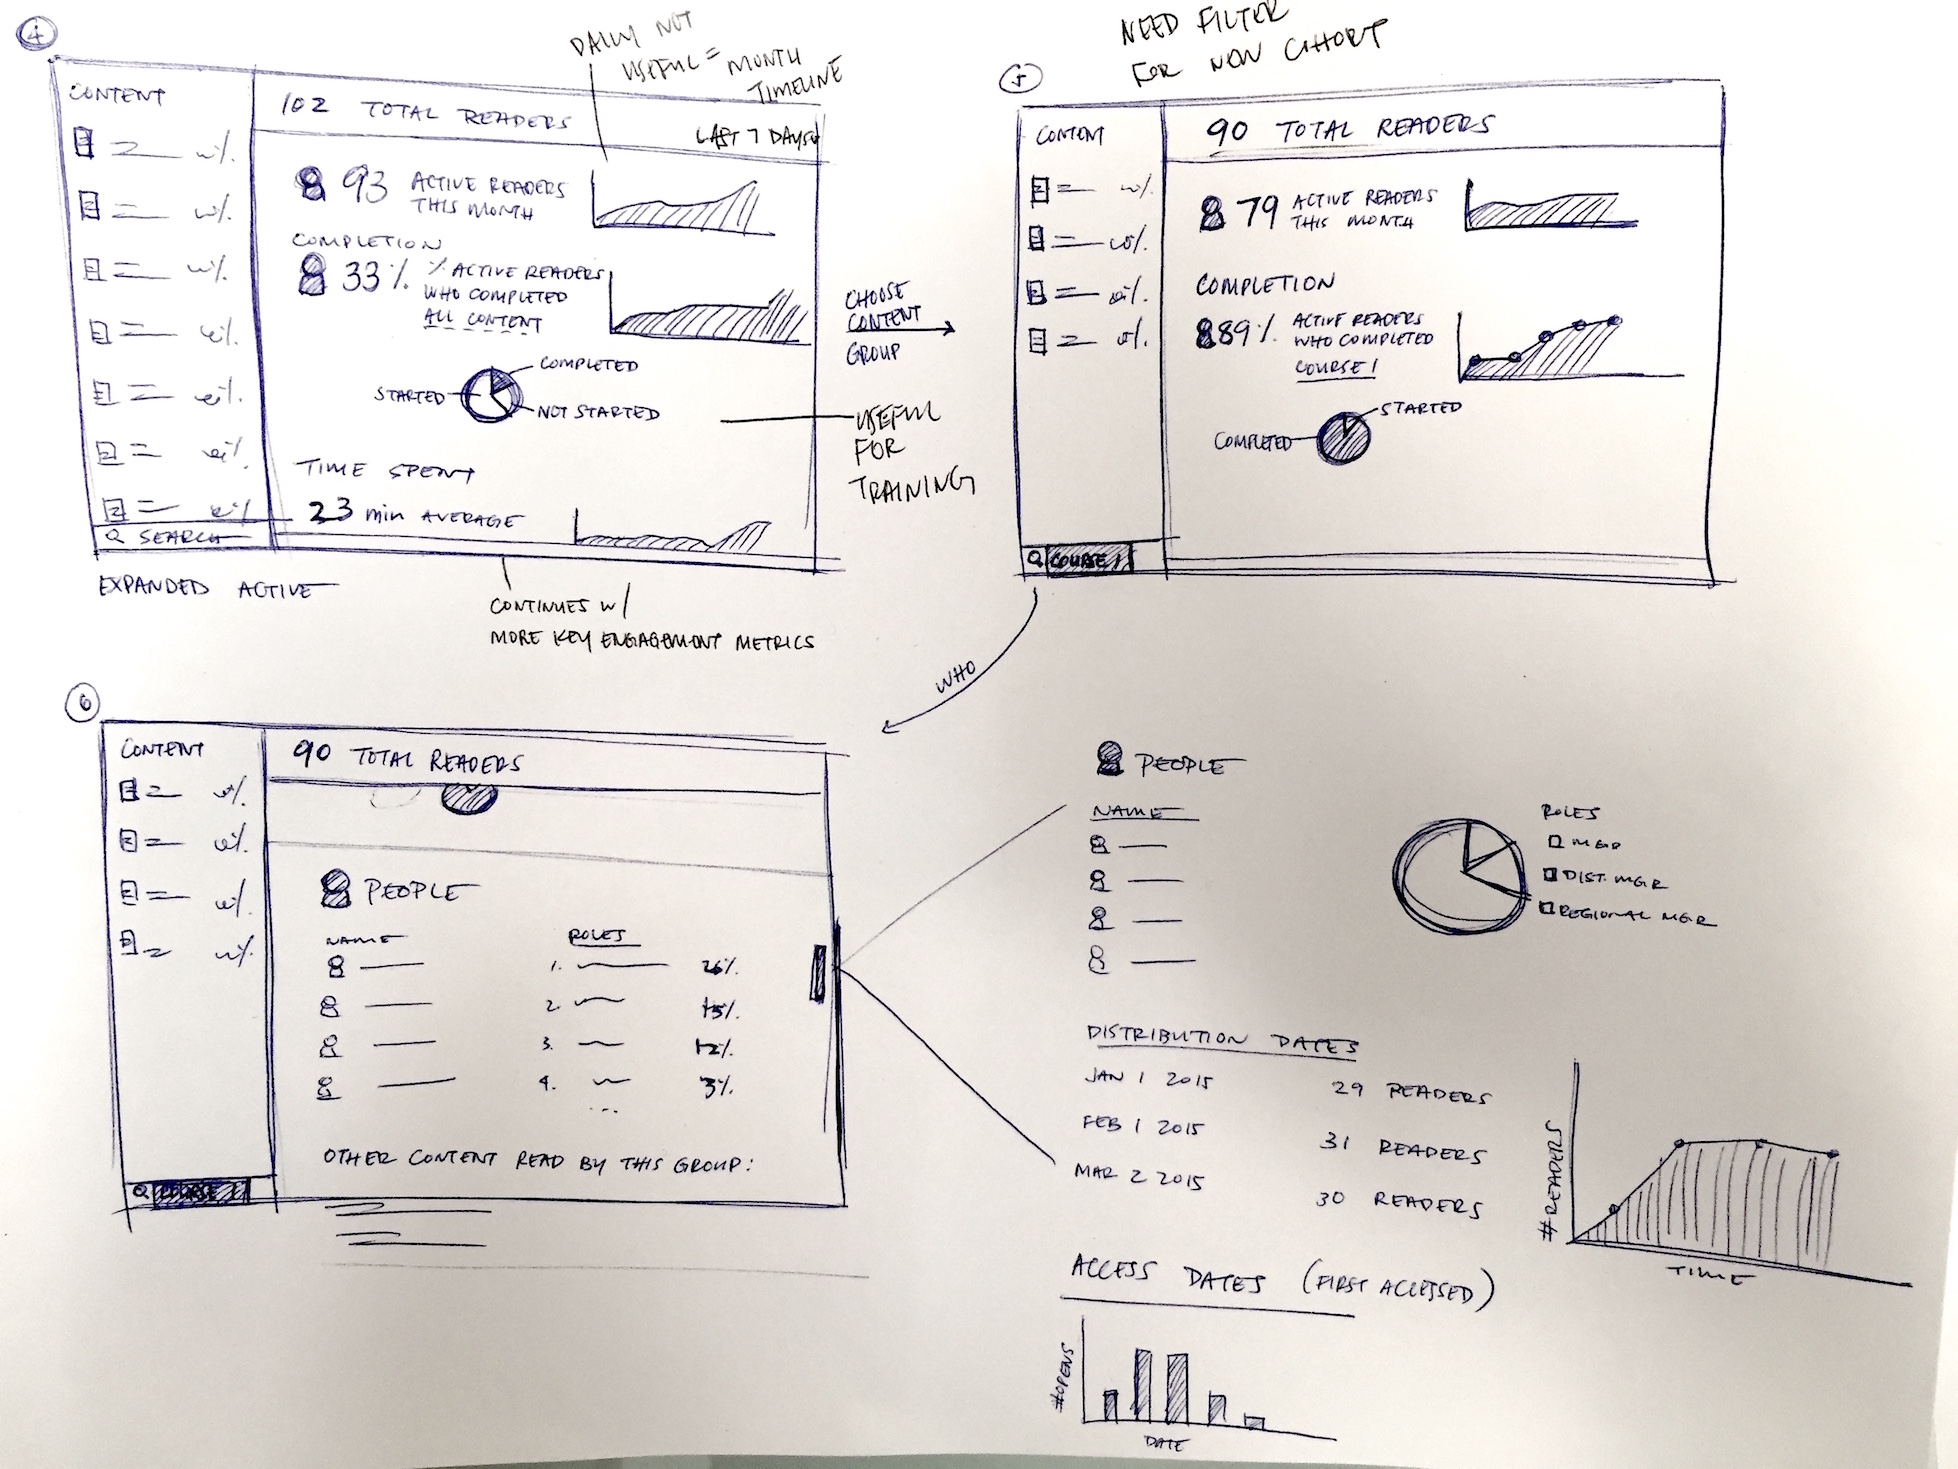 4
DAILY NOT
USEFUL = MONTH
TIMELINE
CONTENT
102 TOTAL READERS
LAST 7 DAYS
93 ACTIVE READERS
THIS MONTH
COMPLETION
33% % ACTIVE READERS
WHO COMPLETED
ALL CONTENT
COMPLETED
STARTED
NOT STARTED
TIME SPENT
23 min AVERAGE
SEARCH
EXPANDED ACTIVE
CONTINUES W/
MORE KEY ENGAGEMENT METRICS
CHOOSE
CONTENT
GROUP
USEFUL
FOR
TRAINING
NEED FILTER
FOR NEW COHORT
5
CONTENT
90 TOTAL READERS
79 ACTIVE READERS
THIS MONTH
COMPLETION
89% ACTIVE READERS
WHO COMPLETED
COURSE 1
STARTED
COMPLETED
COURSE 1
WHO
6
CONTENT
90 TOTAL READERS
PEOPLE
NAME
ROLES
1. 26%
2. 15%
3. 12%
4. 3%
...
OTHER CONTENT READ BY THIS GROUP:
COURSE 1
PEOPLE
NAME
ROLES
MGR
DIST. MGR
REGIONAL MGR
DISTRIBUTION DATES
JAN 1 2015 29 READERS
FEB 1 2015 31 READERS
MAR 2 2015 30 READERS
# READERS
TIME
ACCESS DATES (FIRST ACCESSED)
#OPENS
DATE